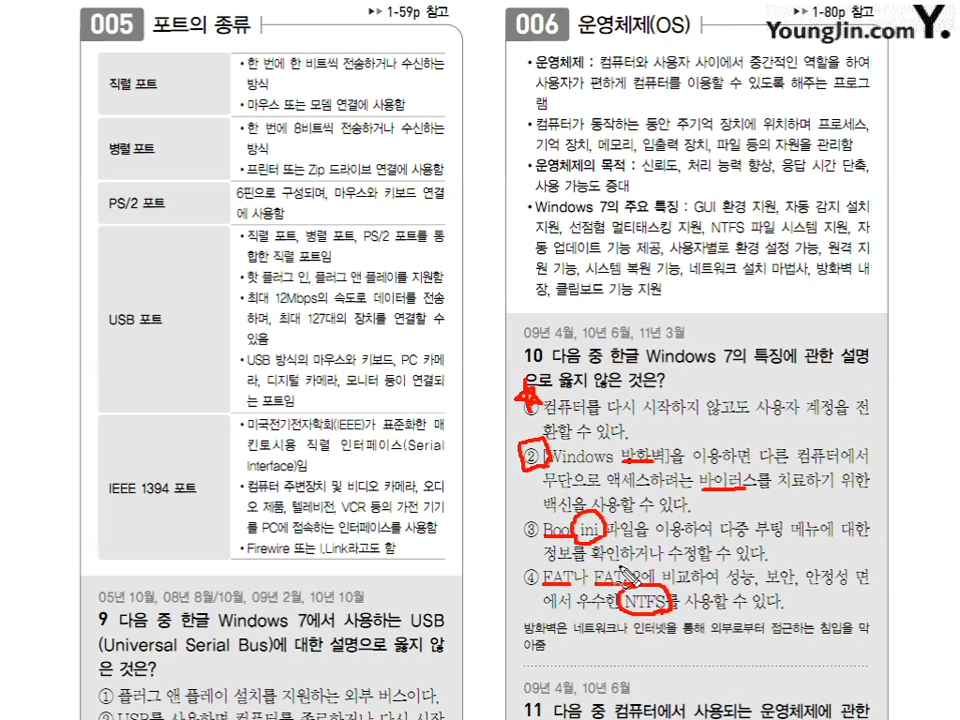 005 포트의 종류
▶▶ 1-59p 참고
직렬 포트
• 한 번에 한 비트씩 전송하거나 수신하는
방식
• 마우스 또는 모뎀 연결에 사용함
병렬 포트
• 한 번에 8비트씩 전송하거나 수신하는
방식
• 프린터 또는 Zip 드라이브 연결에 사용함
PS/2 포트
6핀으로 구성되며, 마우스와 키보드 연결
에 사용함
USB 포트
• 직렬 포트, 병렬 포트, PS/2 포트를 통
합한 직렬 포트임
• 핫 플러그 인, 플러그 앤 플레이를 지원함
• 최대 12Mbps의 속도로 데이터를 전송
하며, 최대 127대의 장치를 연결할 수
있음
• USB 방식의 마우스와 키보드, PC 카메
라, 디지털 카메라, 모니터 등이 연결되
는 포트임
IEEE 1394 포트
• 미국전기전자학회(IEEE)가 표준화한 매
킨토시용 직렬 인터페이스(Serial
Interface)임
• 컴퓨터 주변장치 및 비디오 카메라, 오디
오 제품, 텔레비전, VCR 등의 가전 기기
를 PC에 접속하는 인터페이스를 사용함
• Firewire 또는 i.Link라고도 함
05년 10월, 08년 8월/10월, 09년 2월, 10년 10월
9 다음 중 한글 Windows 7에서 사용하는 USB
(Universal Serial Bus)에 대한 설명으로 옳지 않
은 것은?
① 플러그 앤 플레이 설치를 지원하는 외부 버스이다.
② USB를 사용하면 컴퓨터를 종료하거나 다시 시작
006 운영체제(OS)
▶▶ 1-80p 참고
YoungJin.com Y.
• 운영체제 : 컴퓨터와 사용자 사이에서 중간적인 역할을 하여
사용자가 편하게 컴퓨터를 이용할 수 있도록 해주는 프로그
램
• 컴퓨터가 동작하는 동안 주기억 장치에 위치하며 프로세스,
기억 장치, 메모리, 입출력 장치, 파일 등의 자원을 관리함
• 운영체제의 목적 : 신뢰도, 처리 능력 향상, 응답 시간 단축,
사용 가능도 증대
• Windows 7의 주요 특징 : GUI 환경 지원, 자동 감지 설치
지원, 선점형 멀티태스킹 지원, NTFS 파일 시스템 지원, 자
동 업데이트 기능 제공, 사용자별로 환경 설정 가능, 원격 지
원 기능, 시스템 복원 기능, 네트워크 설치 마법사, 방화벽 내
장, 클립보드 기능 지원
09년 4월, 10년 6월, 11년 3월
10 다음 중 한글 Windows 7의 특징에 관한 설명
으로 옳지 않은 것은?
① 컴퓨터를 다시 시작하지 않고도 사용자 계정을 전
환할 수 있다.
② [Windows 방화벽]을 이용하면 다른 컴퓨터에서
무단으로 액세스하려는 바이러스를 치료하기 위한
백신을 사용할 수 있다.
③ Boot.ini 파일을 이용하여 다중 부팅 메뉴에 대한
정보를 확인하거나 수정할 수 있다.
④ FAT나 FAT32에 비교하여 성능, 보안, 안정성 면
에서 우수한 NTFS를 사용할 수 있다.
방화벽은 네트워크나 인터넷을 통해 외부로부터 접근하는 침입을 막
아줌
09년 4월, 10년 6월
11 다음 중 컴퓨터에서 사용되는 운영체제에 관한